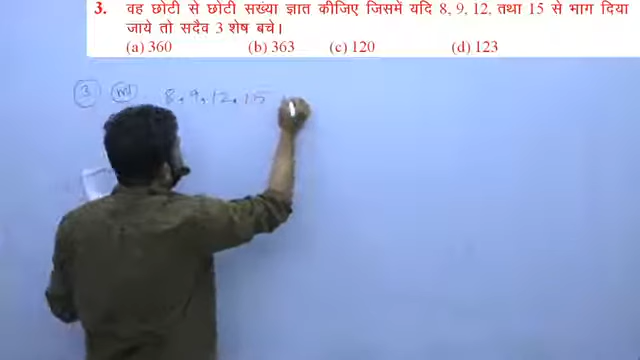 3. वह छोटी से छोटी सख्या ज्ञात कीजिए जिसमें यदि 8, 9, 12, तथा 15 से भाग दिया
जाये तो सदैव 3 शेष बचे।
(a) 360 (b) 363 (c) 120 (d) 123
3 8, 9, 12, 15